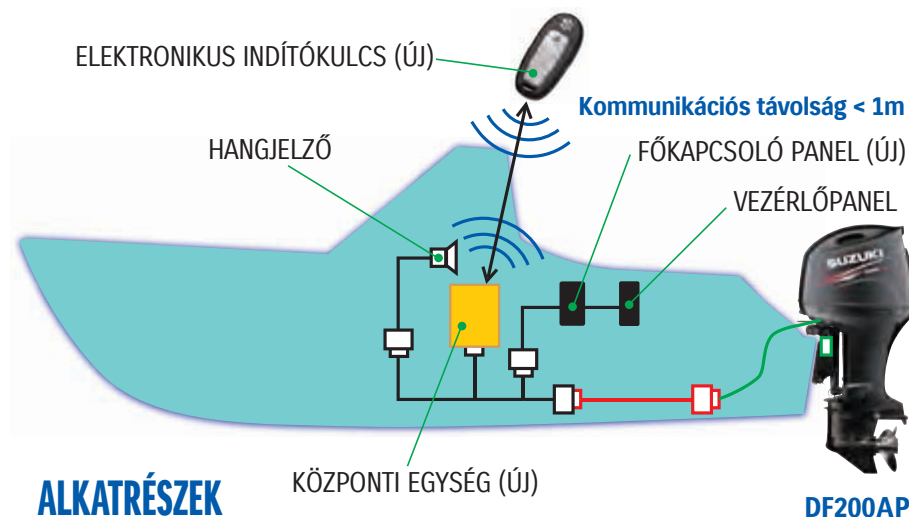 ELEKTRONIKUS INDÍTÓKULCS (ÚJ)
Kommunikációs távolság < 1m
HANGJELZŐ
FŐKAPCSOLÓ PANEL (ÚJ)
VEZÉRLŐPANEL
SUZUKI
KÖZPONTI EGYSÉG (ÚJ)
ALKATRÉSZEK
DF200AP